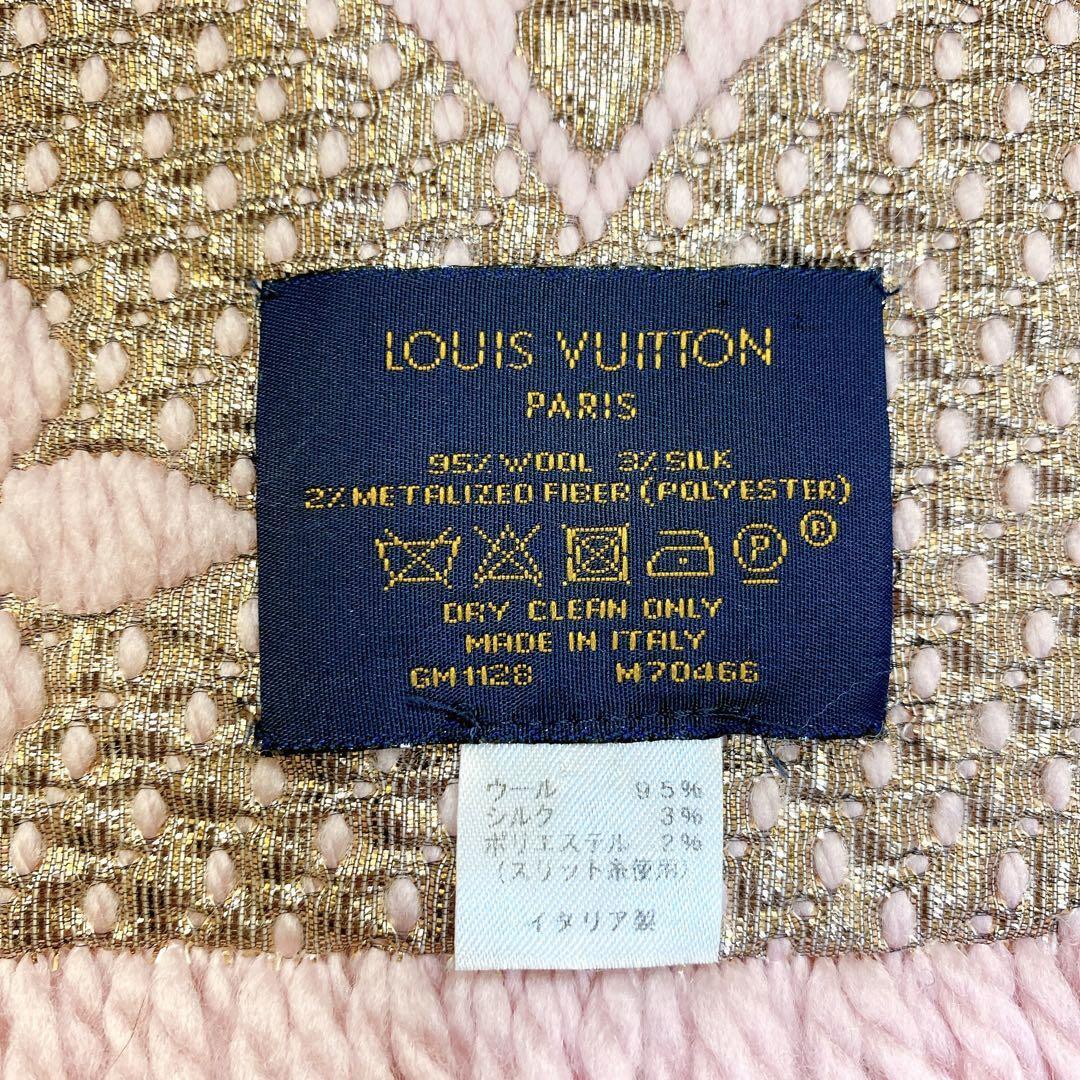 LOUIS VUITTON
PARIS
95% WOOL 3% SILK
2% METALIZED FIBER (POLYESTER)
P ®
DRY CLEAN ONLY
MADE IN ITALY
GM1128 M70466
ウール 95%
シルク 3%
ポリエステル 2%
(スリット糸使用)
イタリア製